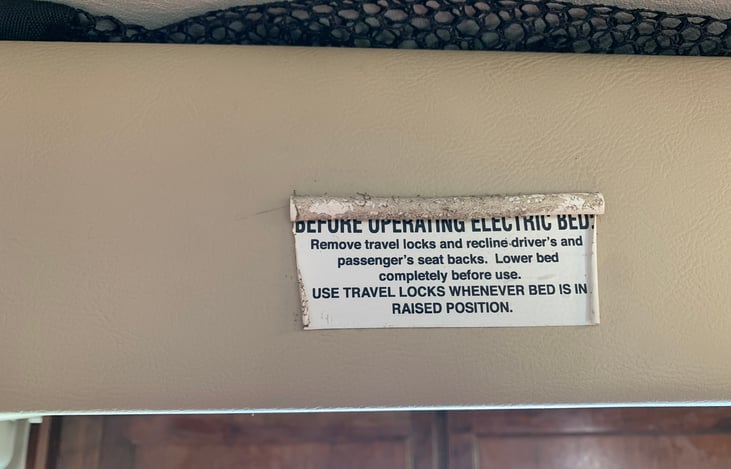 BEFORE OPERATING ELECTRIC BED:
Remove travel locks and recline driver's and
passenger's seat backs. Lower bed
completely before use.
USE TRAVEL LOCKS WHENEVER BED IS IN
RAISED POSITION.